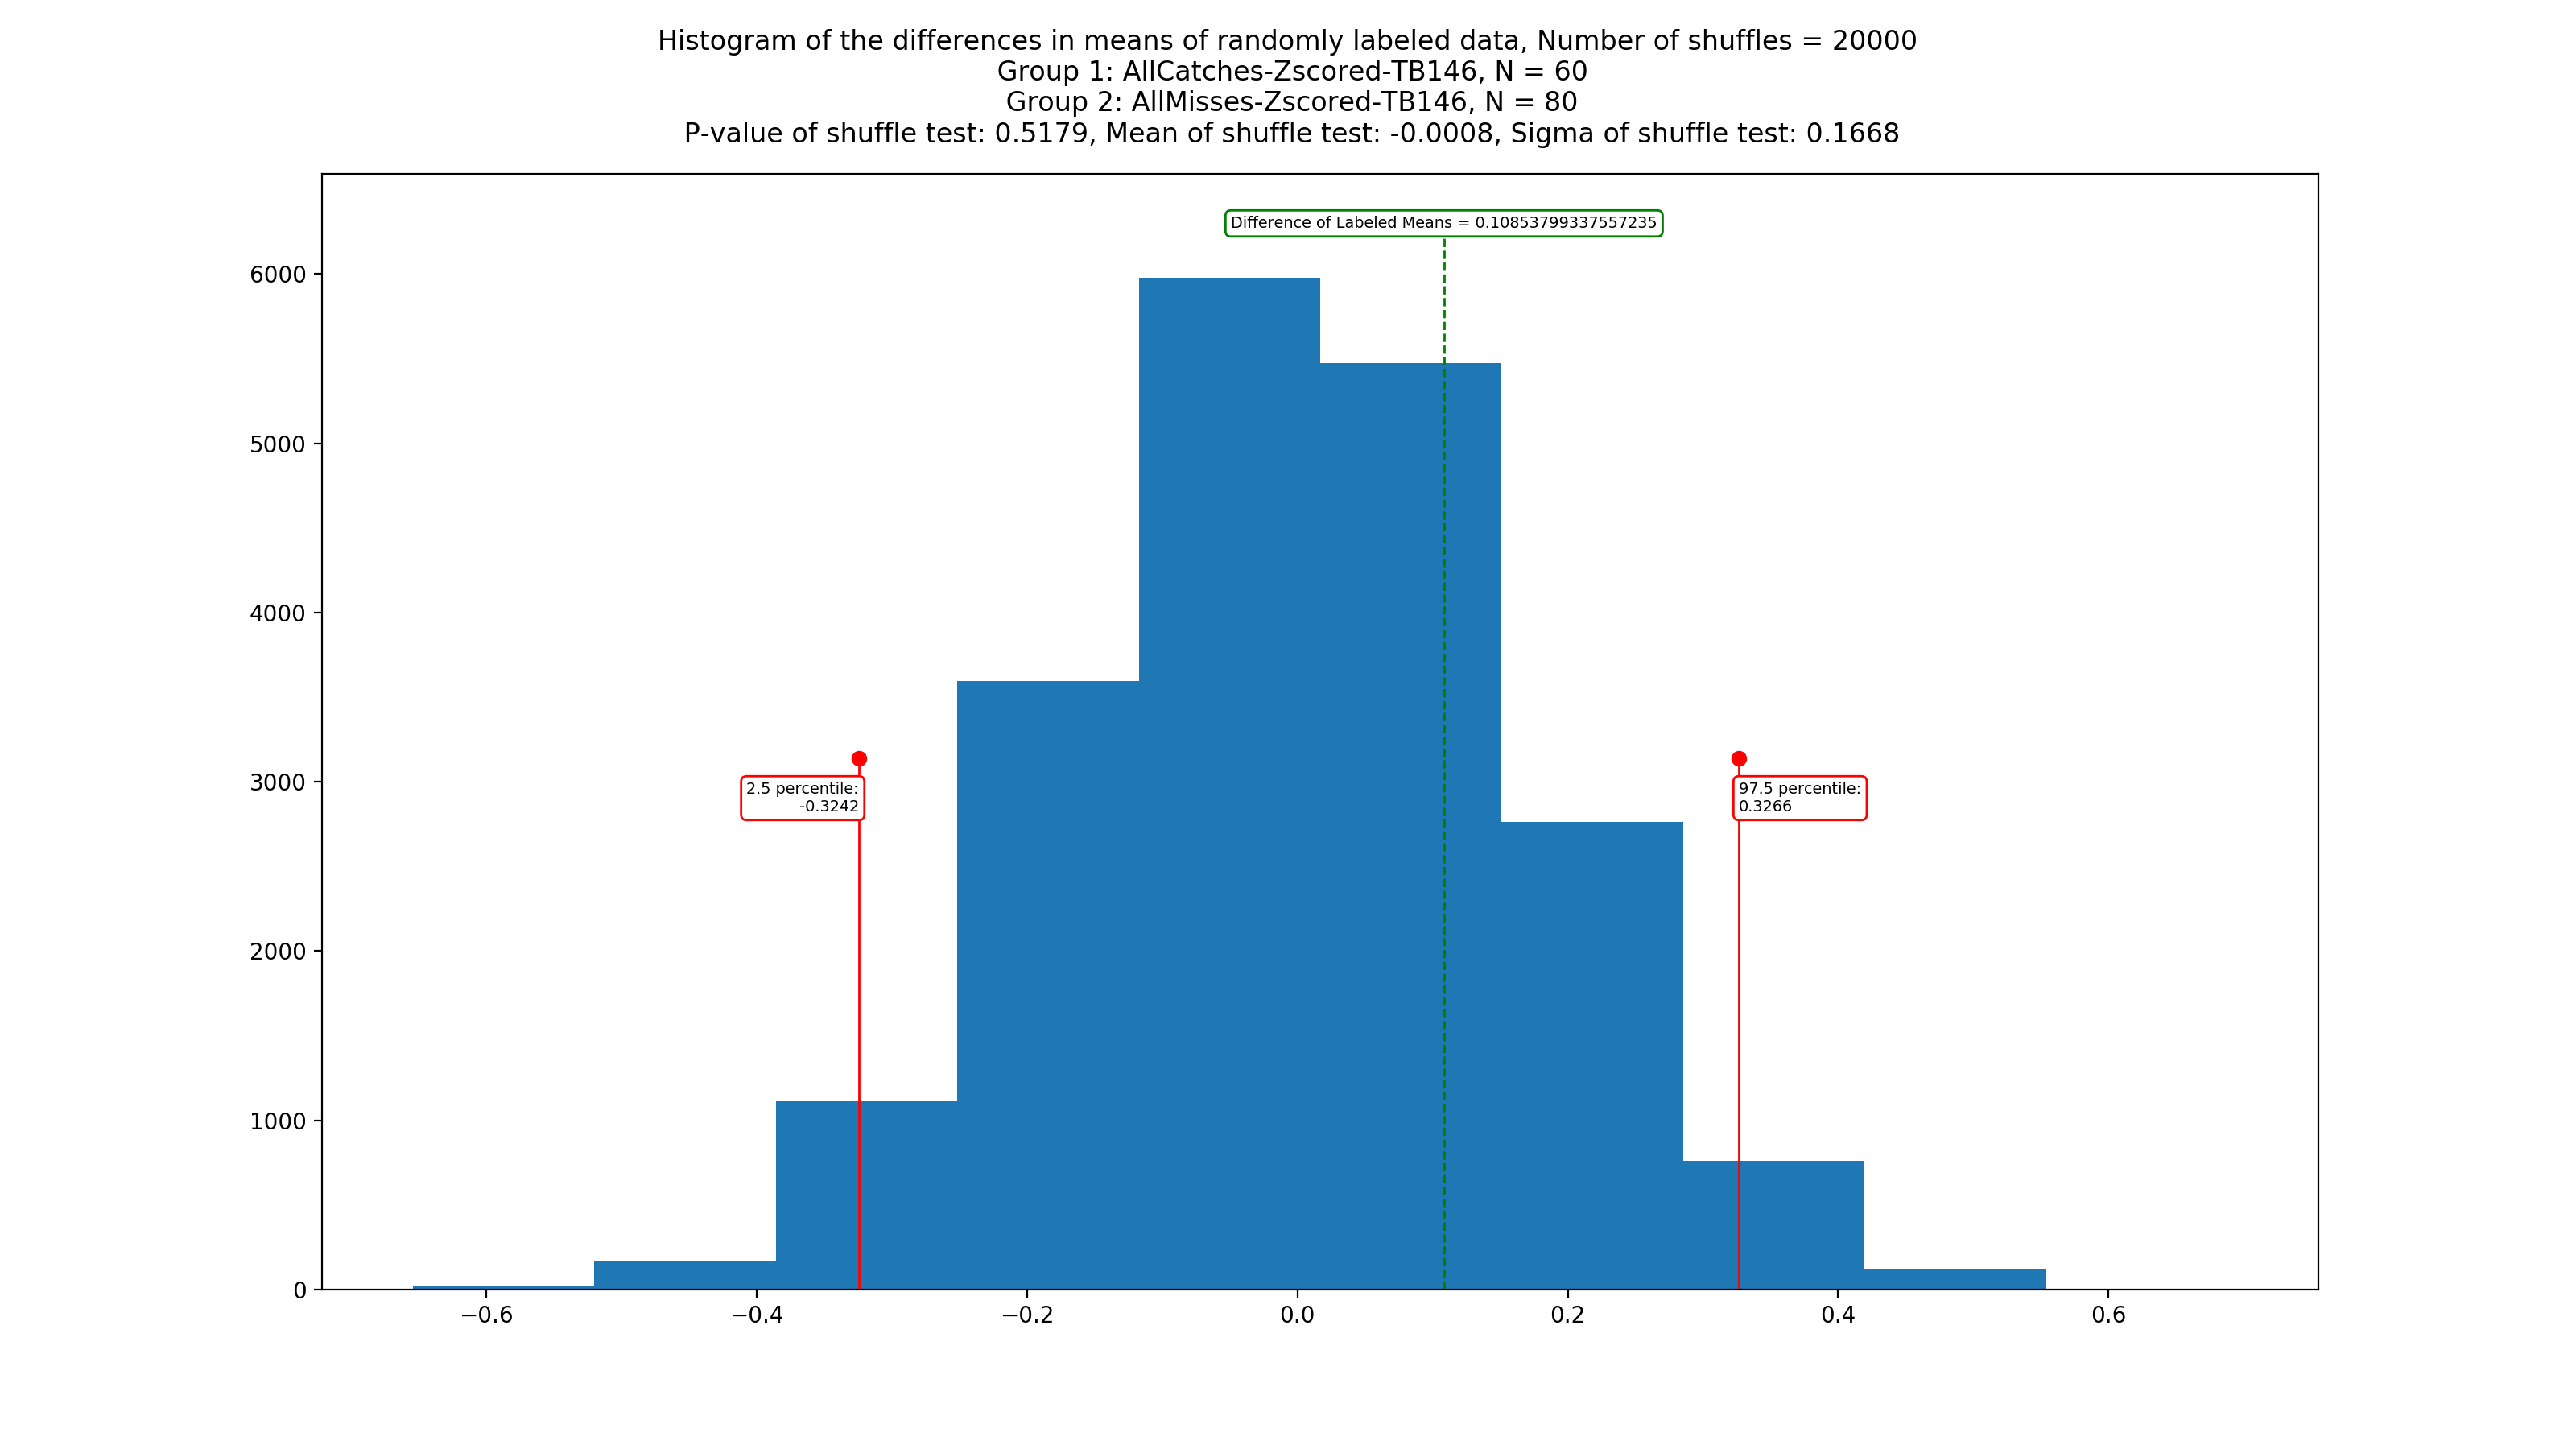 Histogram of the differences in means of randomly labeled data, Number of shuffles = 20000
Group 1: AllCatches-Zscored-TB146, N = 60
Group 2: AllMisses-Zscored-TB146, N = 80
P-value of shuffle test: 0.5179, Mean of shuffle test: -0.0008, Sigma of shuffle test: 0.1668
Difference of Labeled Means = 0.10853799337557235
6000
5000
4000
3000
2.5 percentile:
-0.3242
97.5 percentile:
0.3266
2000
1000
0
−0.6
−0.4
−0.2
0.0
0.2
0.4
0.6